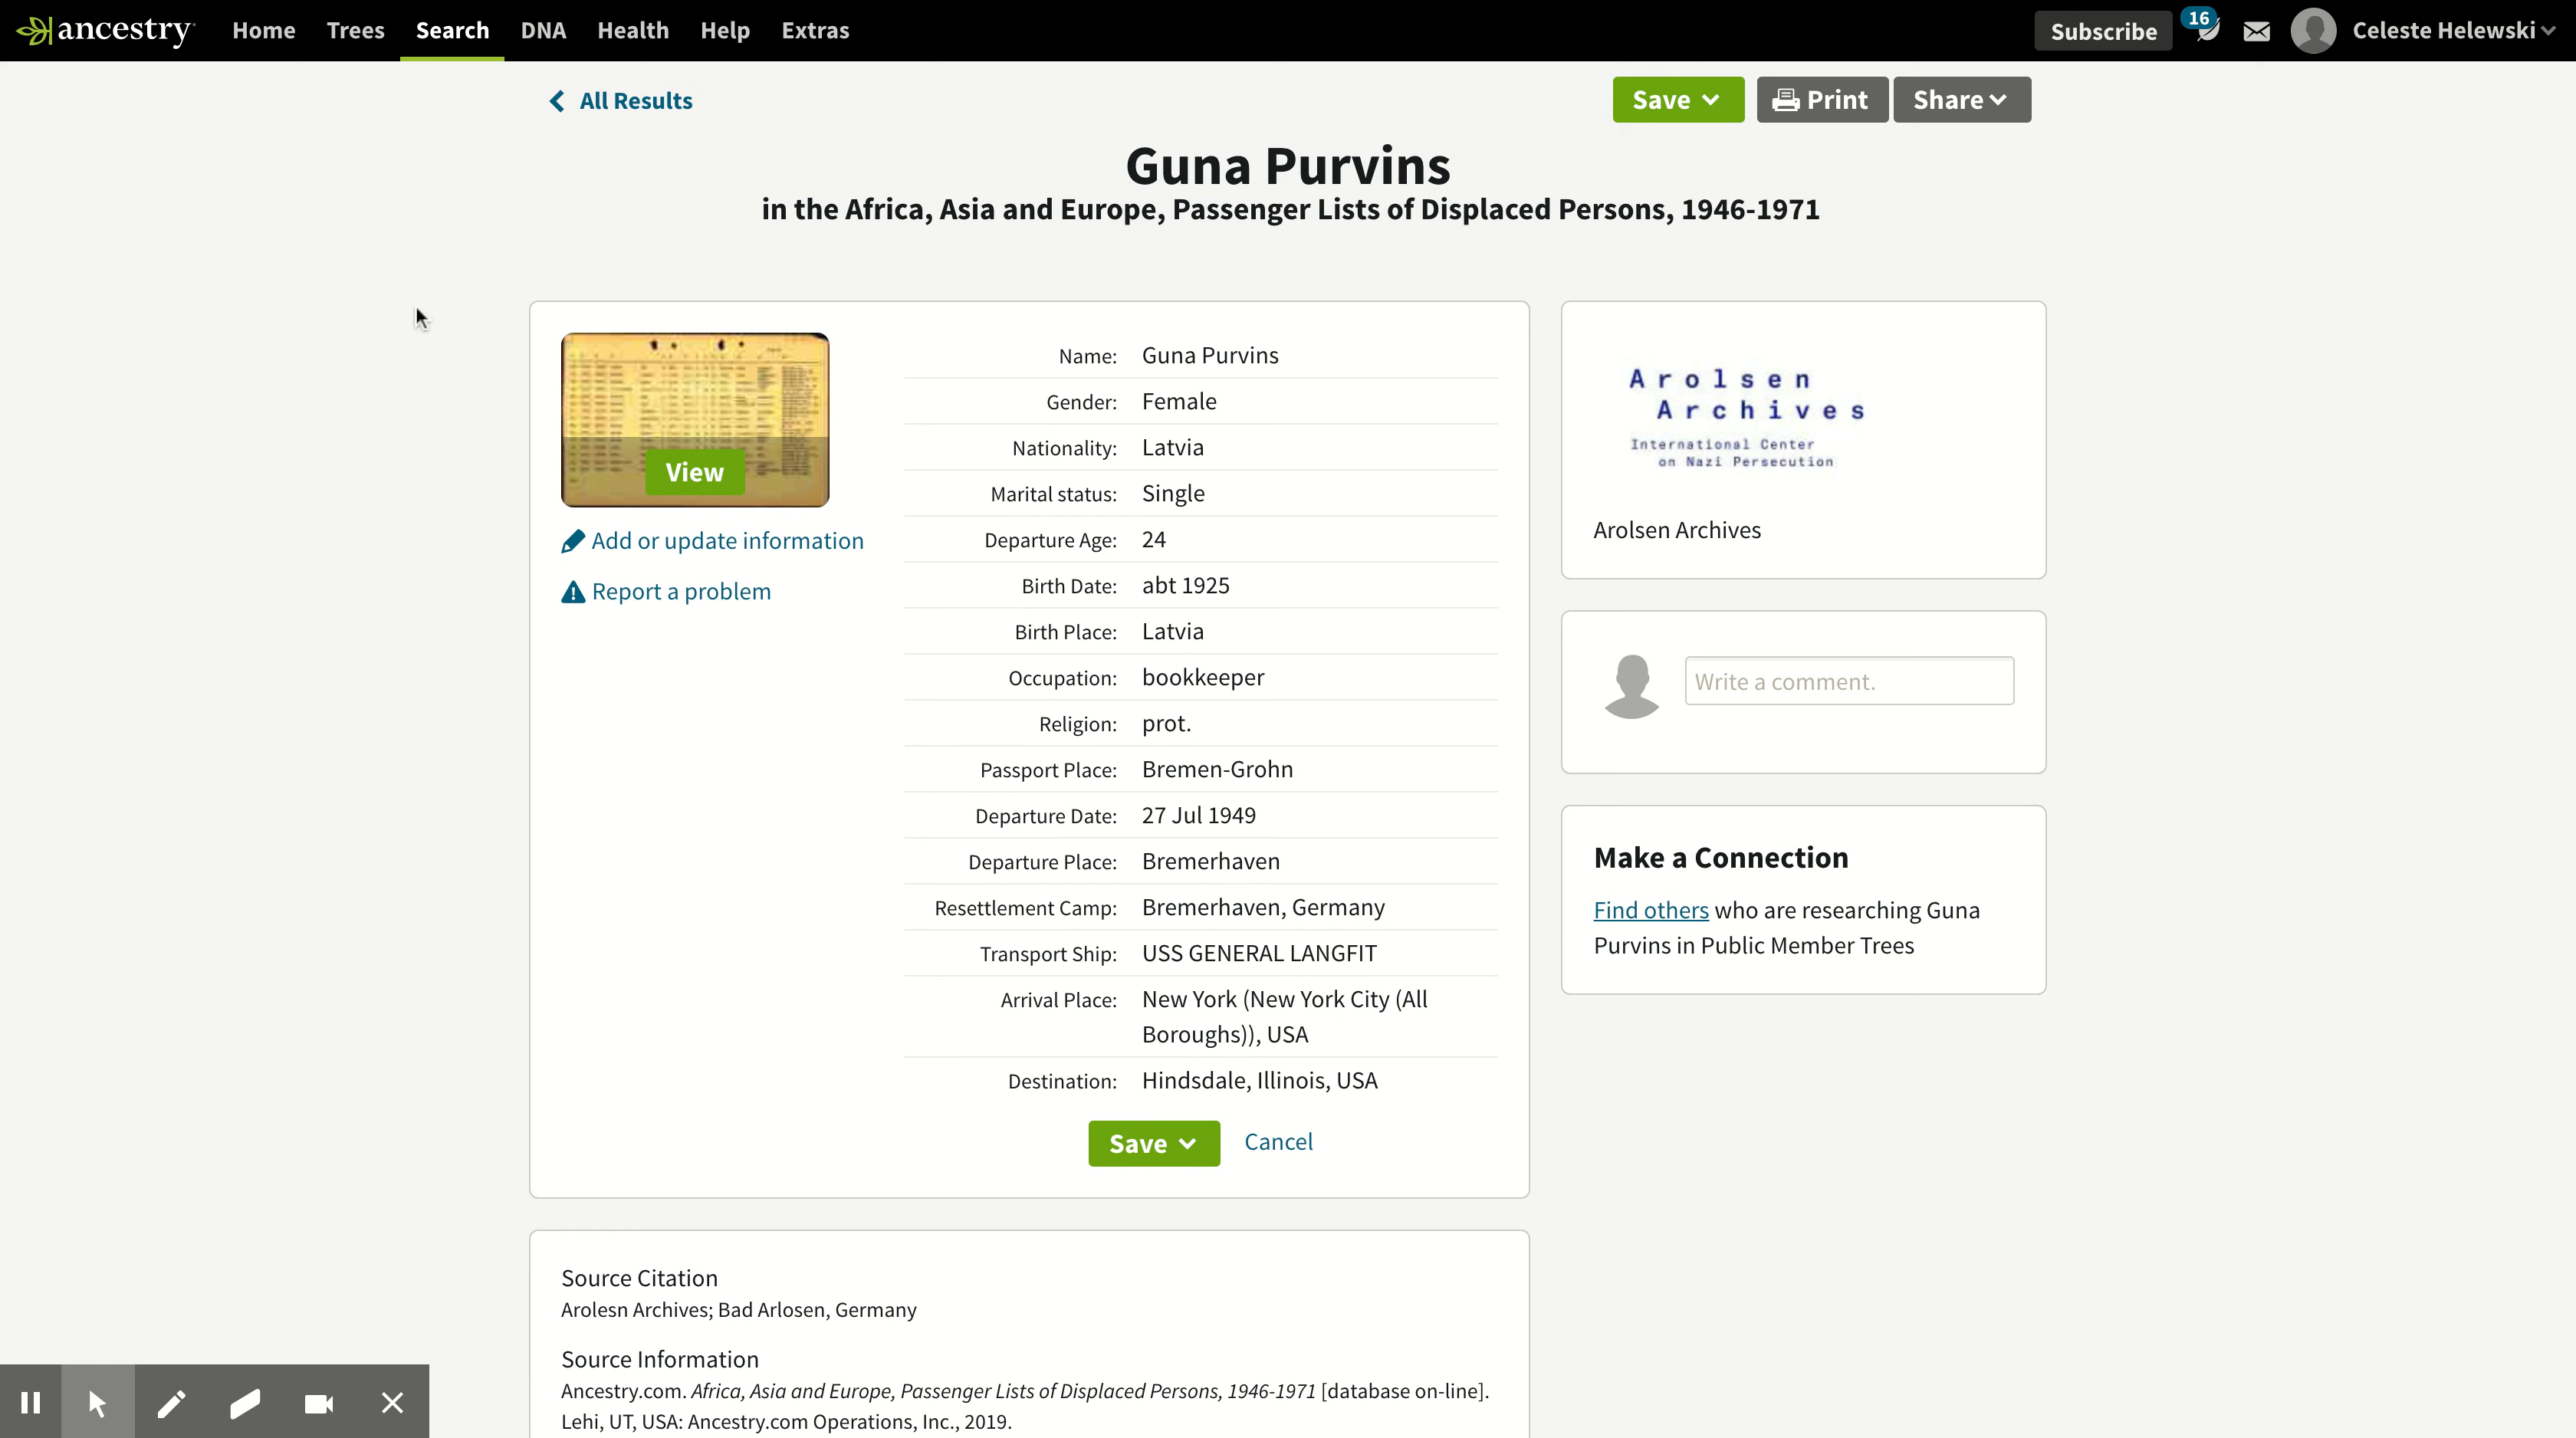 ancestry
Home Trees Search DNA Health Help Extras
Subscribe 16 Celeste Helewski
All Results
Save Print Share
Guna Purvins
in the Africa, Asia and Europe, Passenger Lists of Displaced Persons, 1946-1971
View
Add or update information
Report a problem
Name: Guna Purvins
Gender: Female
Nationality: Latvia
Marital status: Single
Departure Age: 24
Birth Date: abt 1925
Birth Place: Latvia
Occupation: bookkeeper
Religion: prot.
Passport Place: Bremen-Grohn
Departure Date: 27 Jul 1949
Departure Place: Bremerhaven
Resettlement Camp: Bremerhaven, Germany
Transport Ship: USS GENERAL LANGFIT
Arrival Place: New York (New York City (All
Boroughs)), USA
Destination: Hindsdale, Illinois, USA
Save Cancel
Arolsen
Archives
International Center
on Nazi Persecution
Arolsen Archives
Write a comment.
Make a Connection
Find others who are researching Guna
Purvins in Public Member Trees
Source Citation
Arolesn Archives; Bad Arlosen, Germany
Source Information
Ancestry.com. Africa, Asia and Europe, Passenger Lists of Displaced Persons, 1946-1971 [database on-line].
Lehi, UT, USA: Ancestry.com Operations, Inc., 2019.